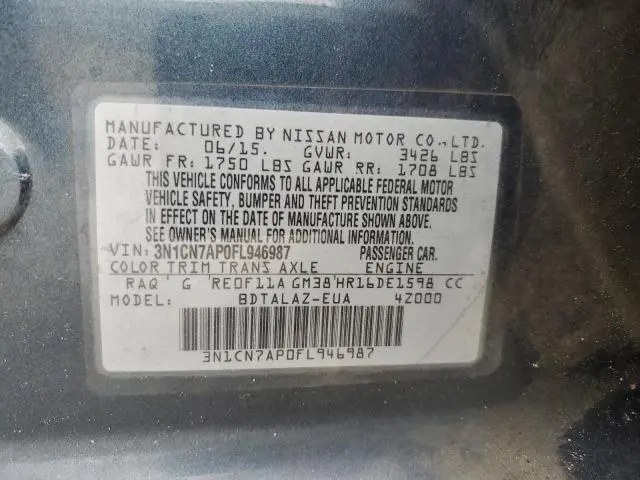 MANUFACTURED BY NISSAN MOTOR CO.,LTD.
DATE: 06/15. GVWR: 3426 LBS
GAWR FR: 1750 LBS GAWR RR: 1708 LBS
THIS VEHICLE CONFORMS TO ALL APPLICABLE FEDERAL MOTOR
VEHICLE SAFETY, BUMPER AND THEFT PREVENTION STANDARDS
IN EFFECT ON THE DATE OF MANUFACTURE SHOWN ABOVE.
SEE OWNER'S MANUAL FOR ADDITIONAL INFORMATION.
VIN: 3N1CN7AP0FL946987 PASSENGER CAR.
COLOR TRIM TRANS AXLE ENGINE
RAQ G RE0F11A GM38 HR16DE1598 CC
MODEL: BDTALAZ-EUA 4Z000
3N1CN7AP0FL946987